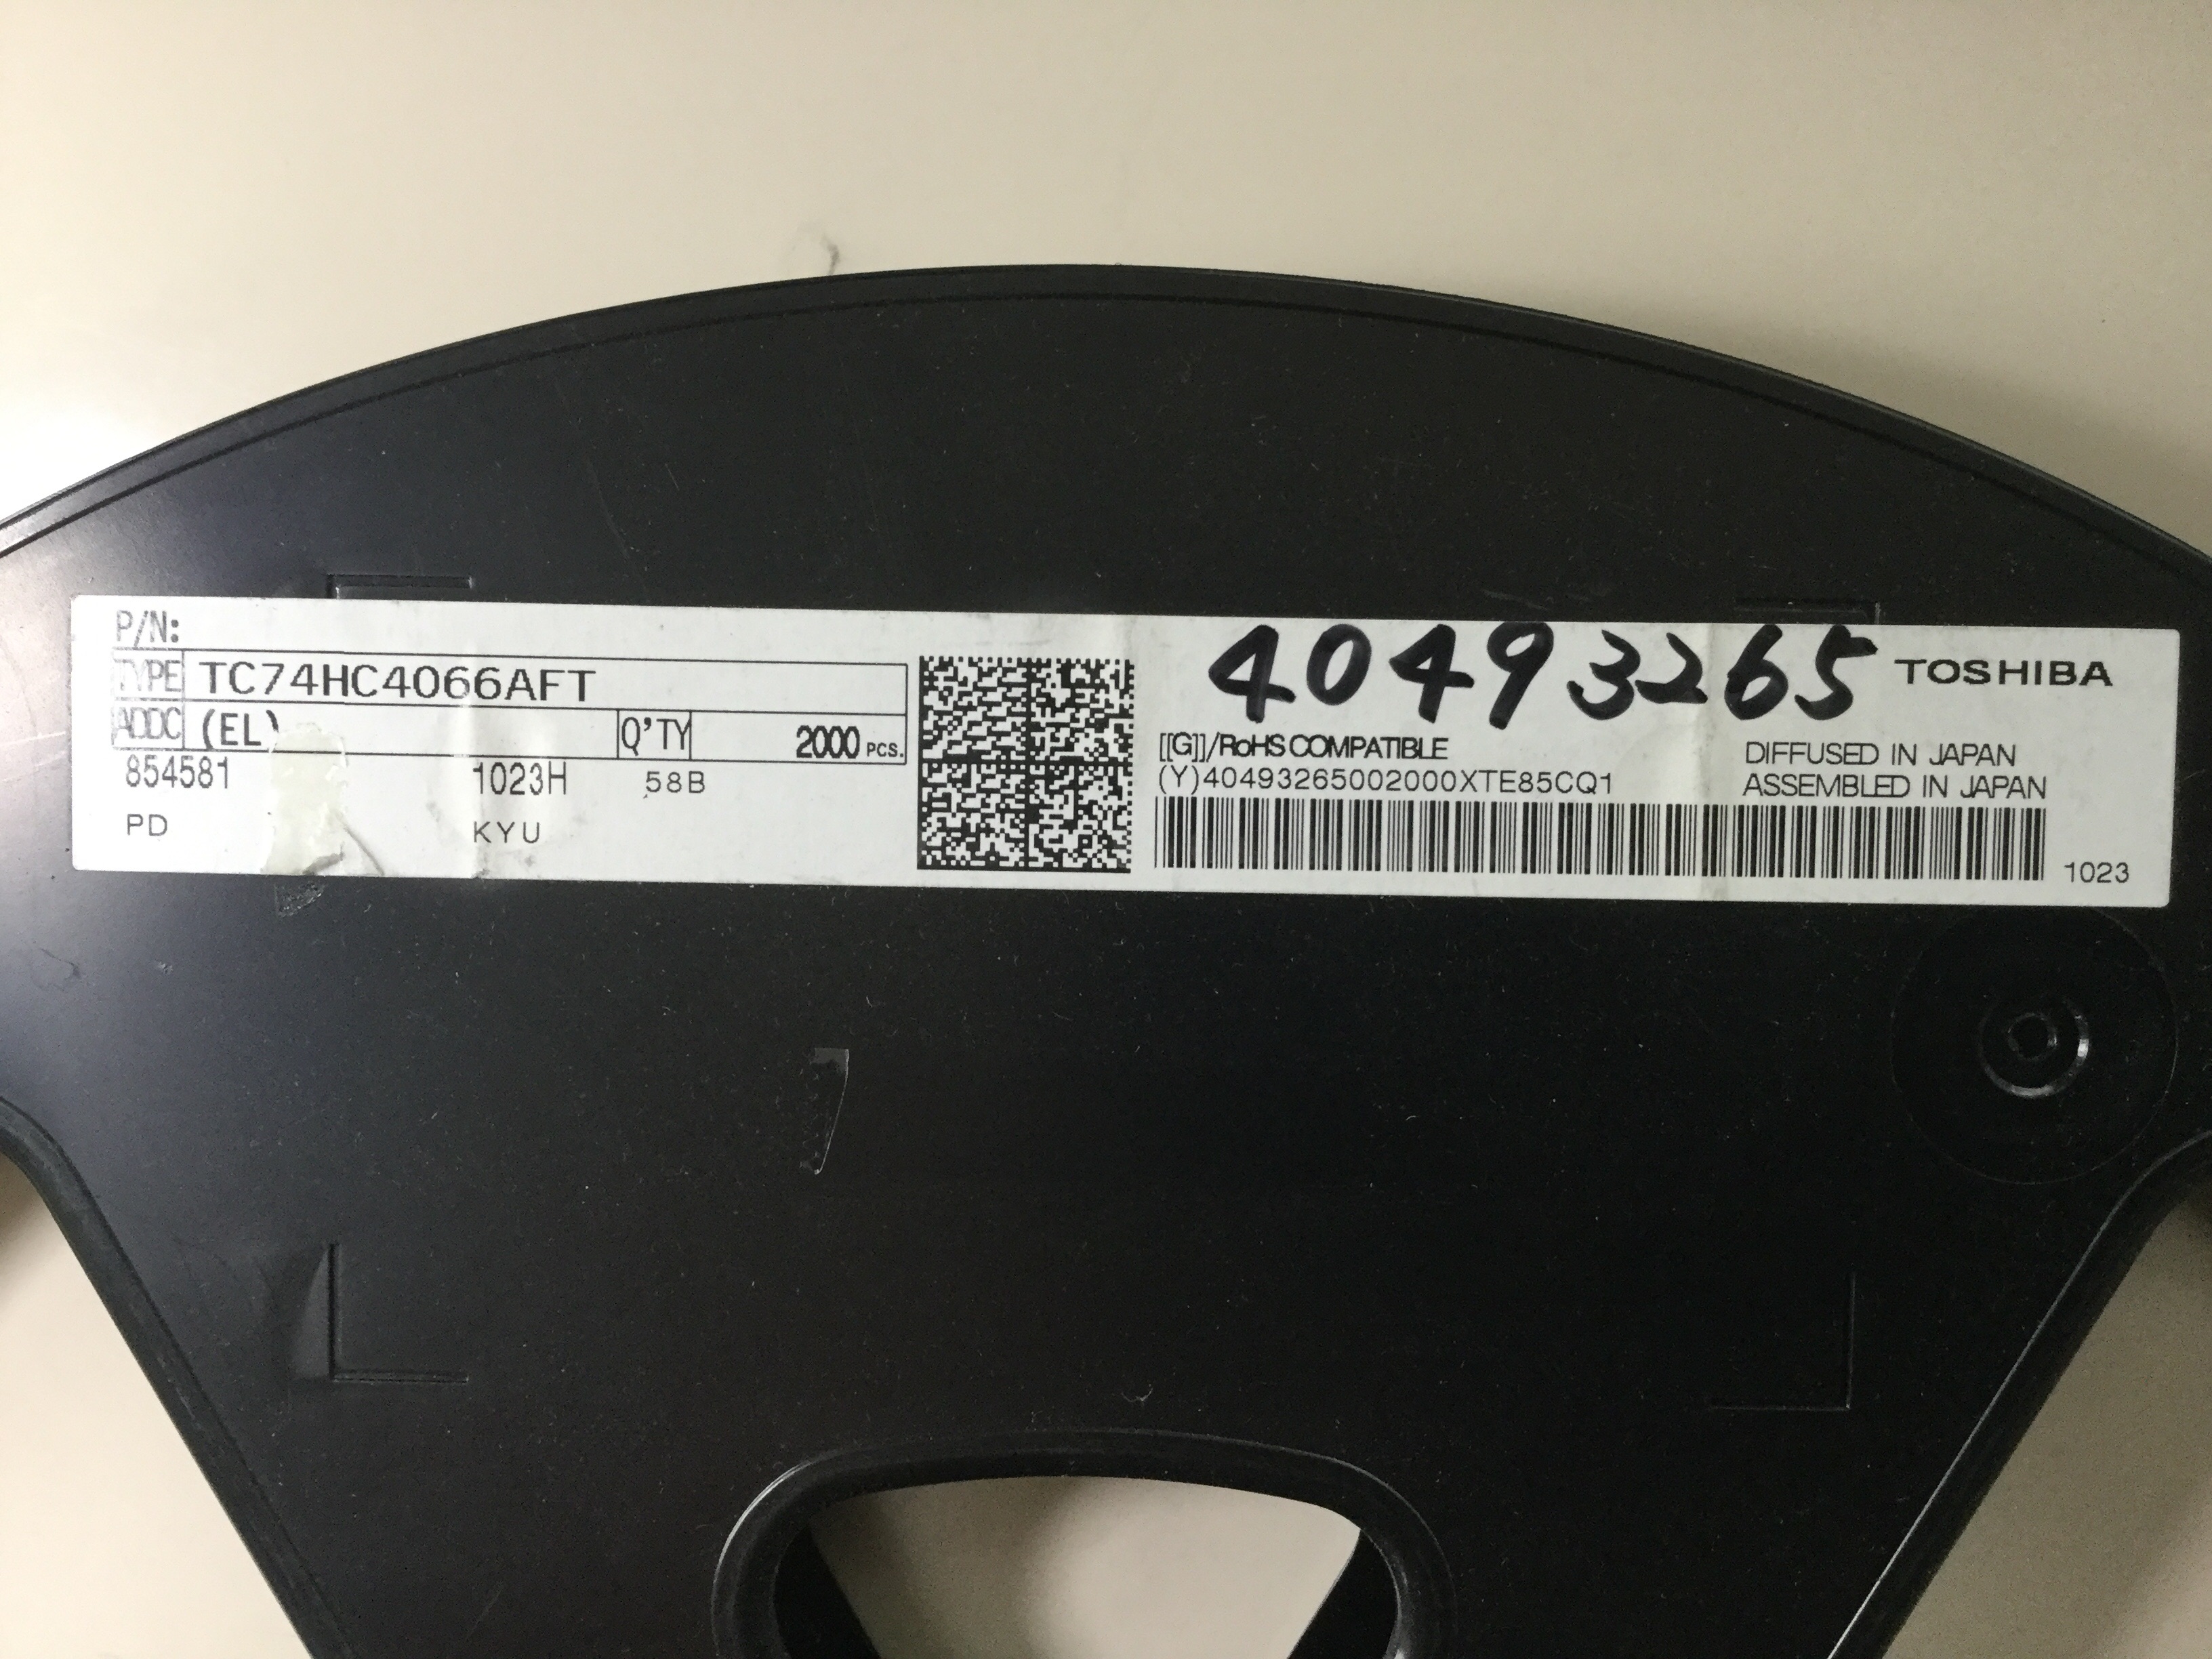 P/N:
TYPE TC74HC4066AFT
ADDC (EL) Q'TY 2000 PCS.
854581 1023H 58B
PD KYU
40493265 TOSHIBA
[[G]]/RoHS COMPATIBLE DIFFUSED IN JAPAN
(Y)40493265002000XTE85CQ1 ASSEMBLED IN JAPAN
1023